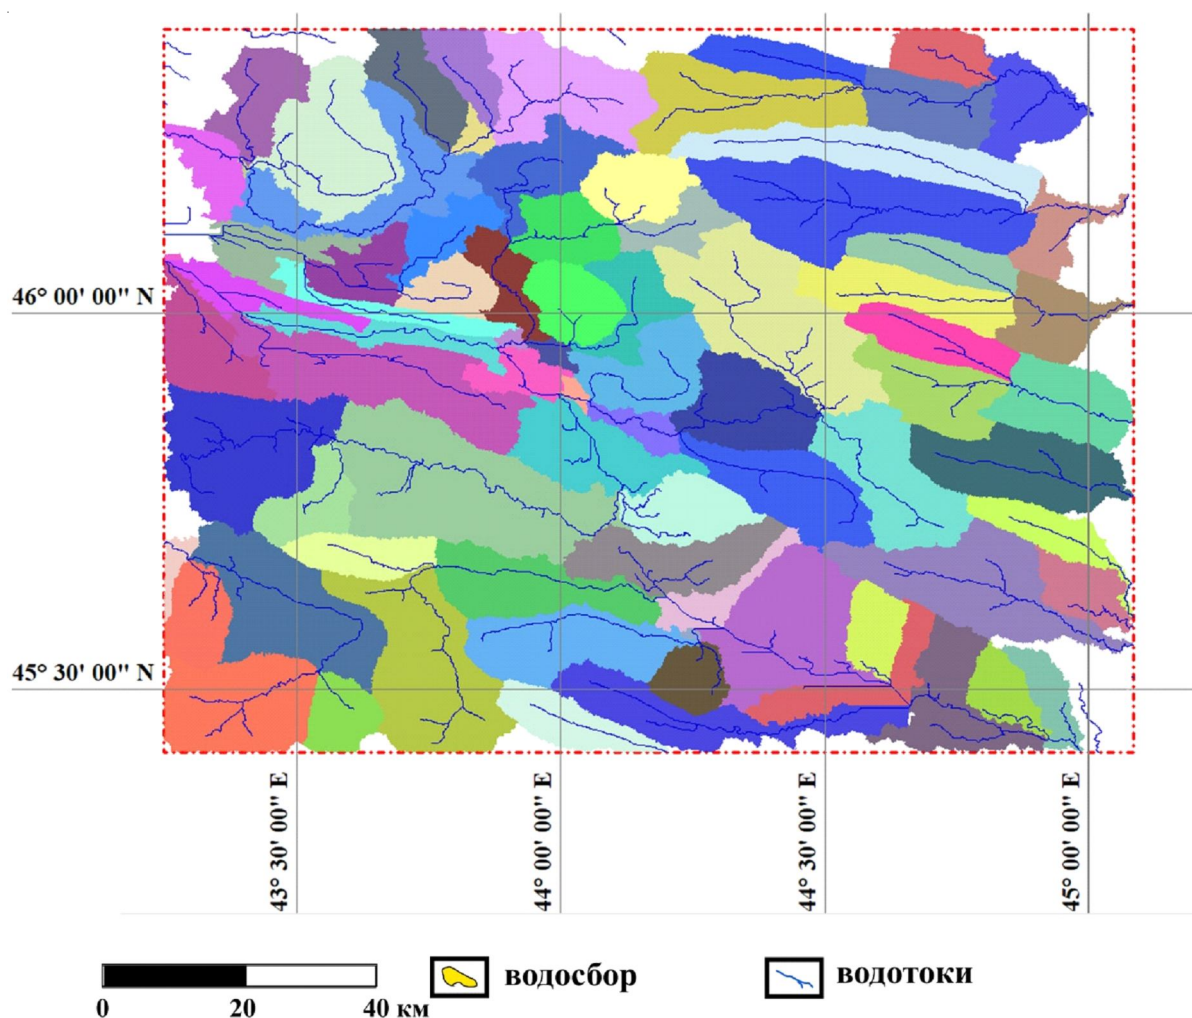 46° 00' 00" N
45° 30' 00" N
43° 30' 00" E
44° 00' 00" E
44° 30' 00" E
45° 00' 00" E
водосбор
водотоки
0 20 40 км